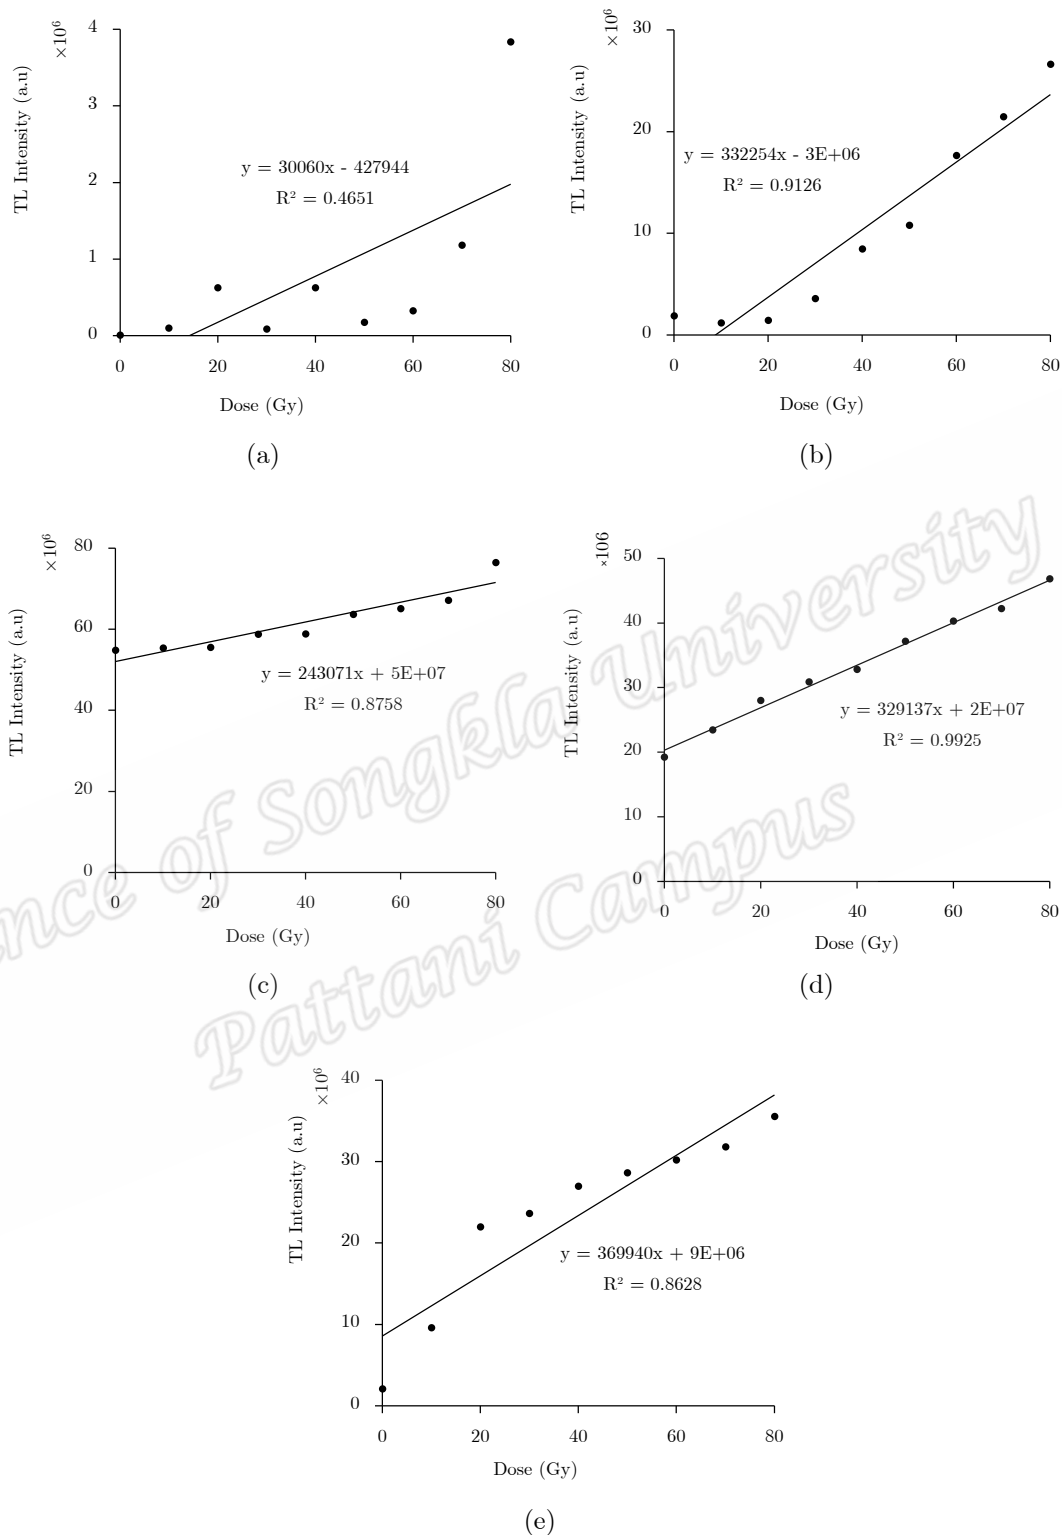 ×10⁶
TL Intensity (a.u)
4
3
2
1
0
y = 30060x - 427944
R² = 0.4651
0 20 40 60 80
Dose (Gy)
(a)
×10⁶
TL Intensity (a.u)
30
20
10
0
y = 332254x - 3E+06
R² = 0.9126
0 20 40 60 80
Dose (Gy)
(b)
×10⁶
TL Intensity (a.u)
80
60
40
20
0
y = 243071x + 5E+07
R² = 0.8758
0 20 40 60 80
Dose (Gy)
(c)
×106
TL Intensity (a.u)
50
40
30
20
10
0
y = 329137x + 2E+07
R² = 0.9925
0 20 40 60 80
Dose (Gy)
(d)
×10⁶
TL Intensity (a.u)
40
30
20
10
0
y = 369940x + 9E+06
R² = 0.8628
0 20 40 60 80
Dose (Gy)
(e)
of Songkla University
Pattani Campus